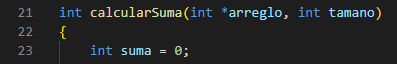 21 int calcularSuma(int *arreglo, int tamano)
22 {
23 int suma = 0;